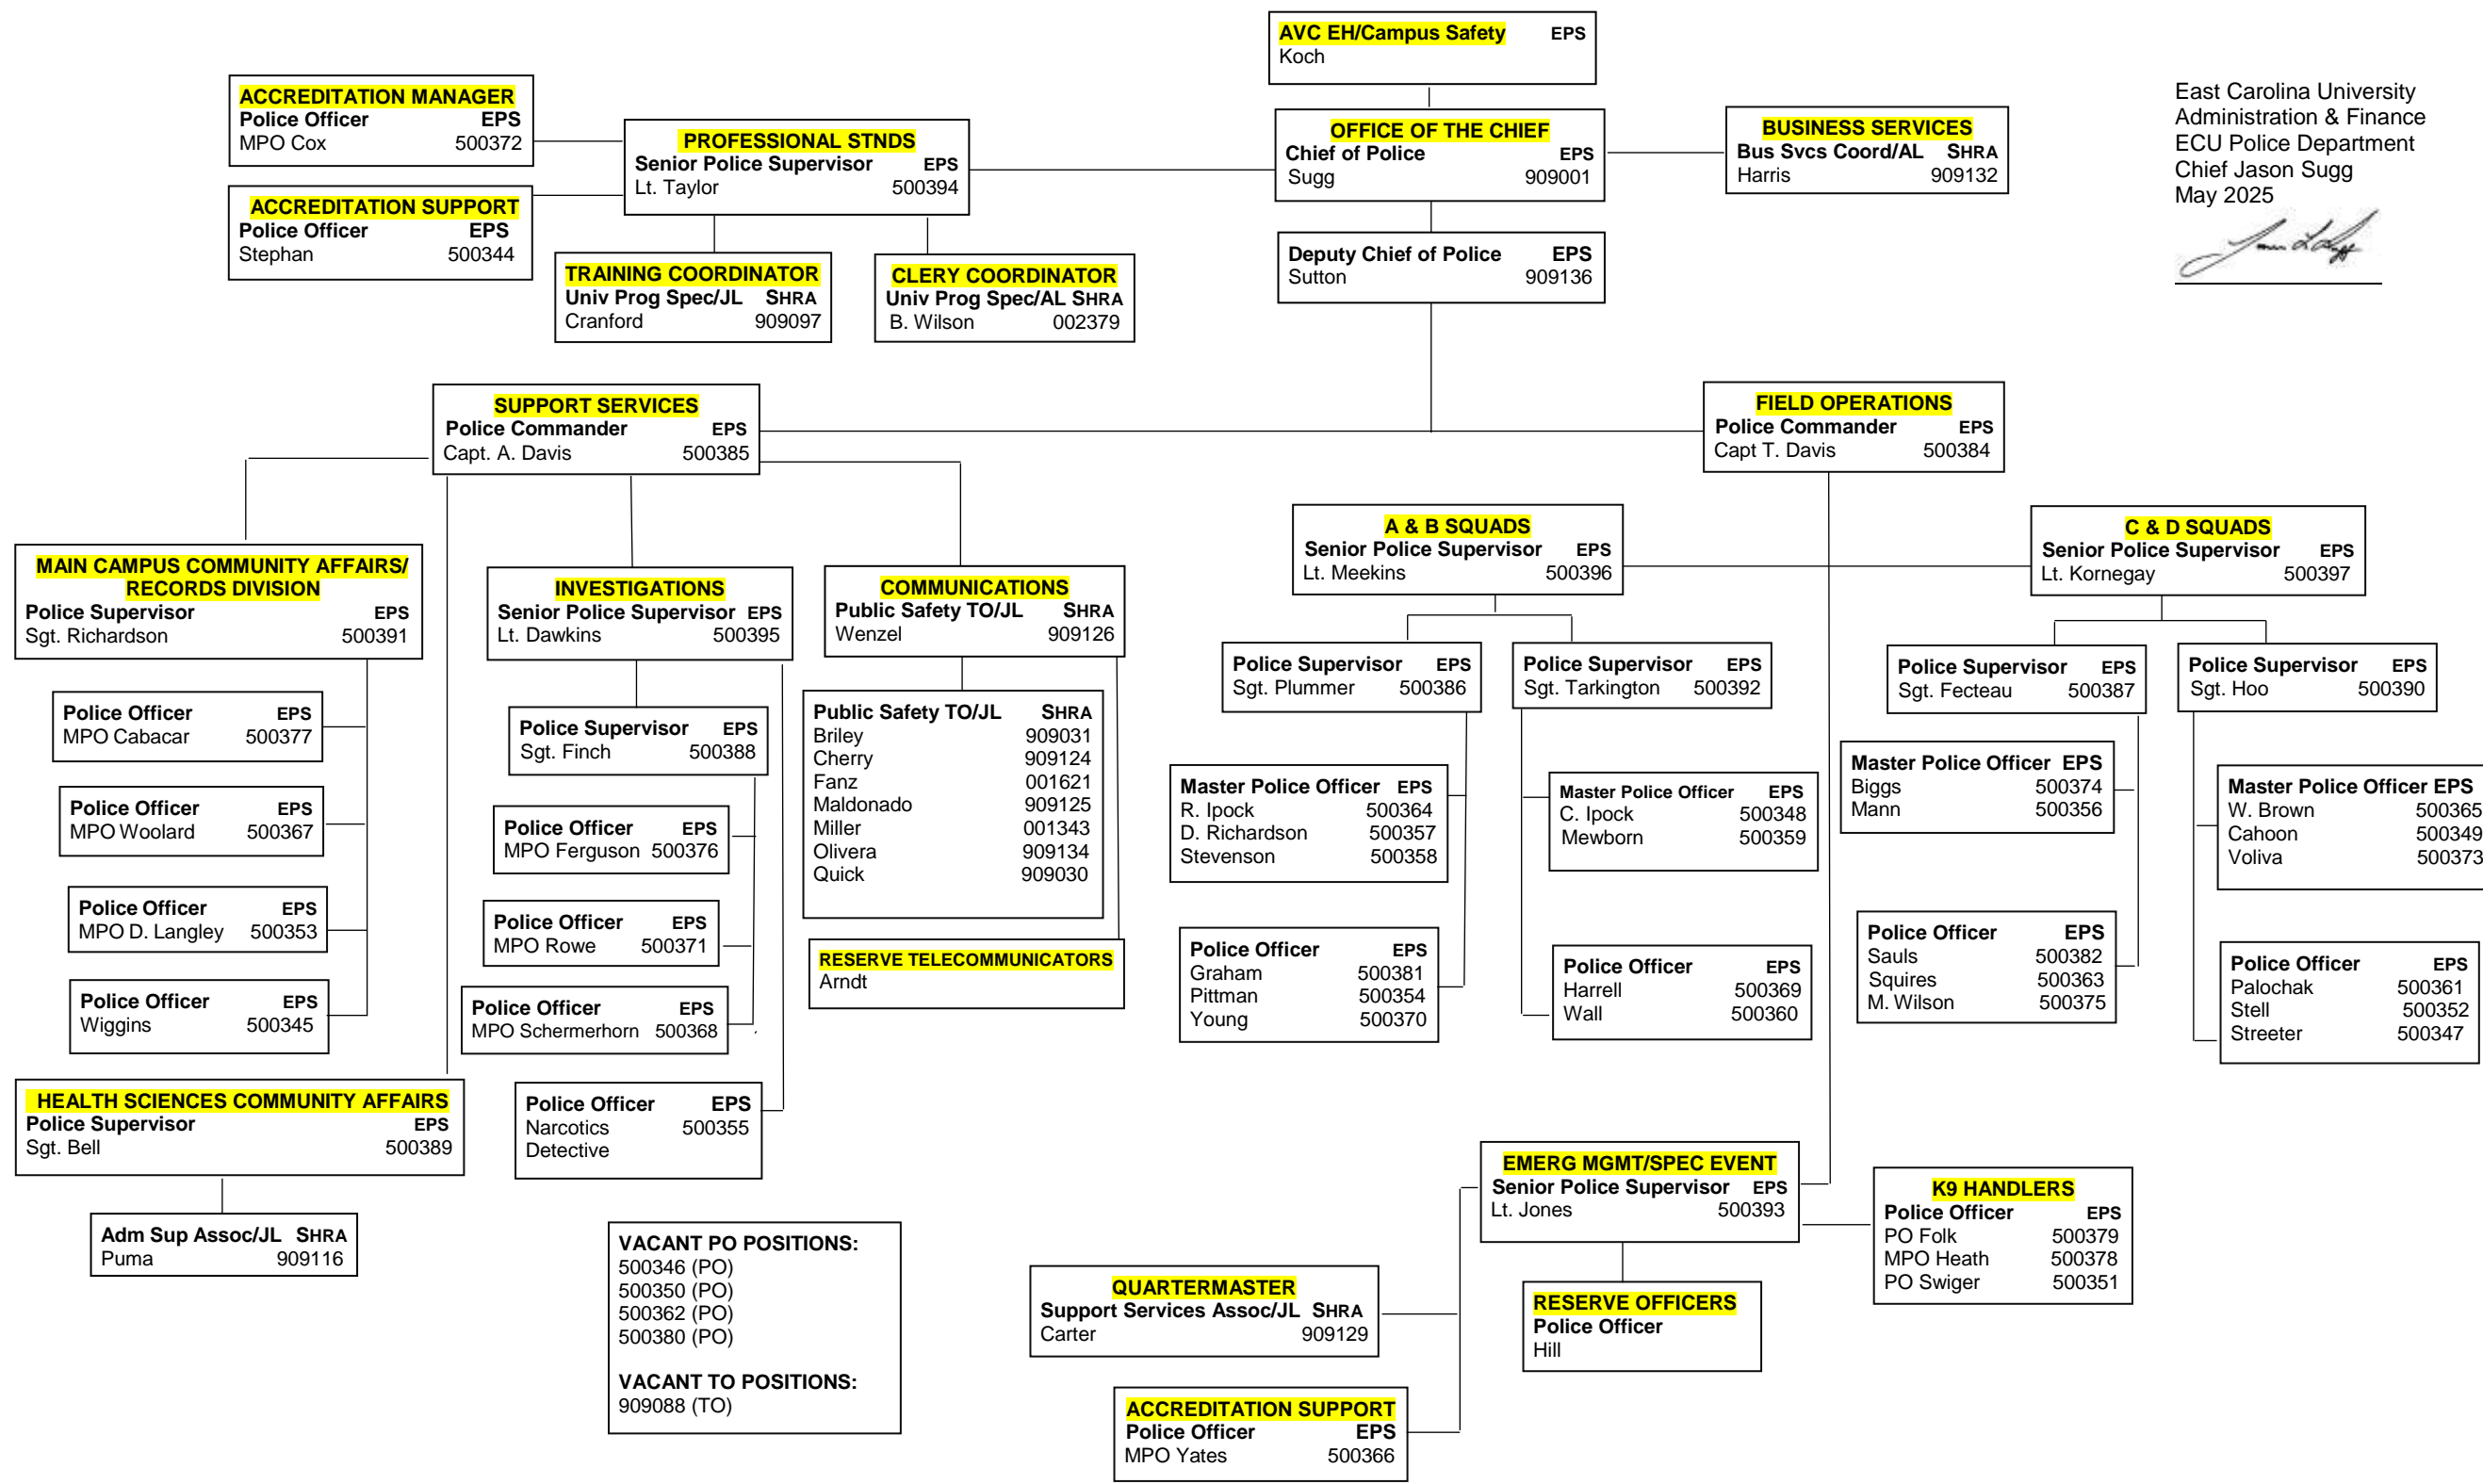 AVC EH/Campus Safety EPS
Koch
East Carolina University
Administration & Finance
ECU Police Department
Chief Jason Sugg
May 2025
ACCREDITATION MANAGER
Police Officer EPS
MPO Cox 500372
PROFESSIONAL STNDS
Senior Police Supervisor EPS
Lt. Taylor 500394
OFFICE OF THE CHIEF
Chief of Police EPS
Sugg 909001
BUSINESS SERVICES
Bus Svcs Coord/AL SHRA
Harris 909132
ACCREDITATION SUPPORT
Police Officer EPS
Stephan 500344
TRAINING COORDINATOR
Univ Prog Spec/JL SHRA
Cranford 909097
CLERY COORDINATOR
Univ Prog Spec/AL SHRA
B. Wilson 002379
Deputy Chief of Police EPS
Sutton 909136
SUPPORT SERVICES
Police Commander EPS
Capt. A. Davis 500385
FIELD OPERATIONS
Police Commander EPS
Capt T. Davis 500384
MAIN CAMPUS COMMUNITY AFFAIRS/
RECORDS DIVISION
Police Supervisor EPS
Sgt. Richardson 500391
Police Officer EPS
MPO Cabacar 500377
Police Officer EPS
MPO Woolard 500367
Police Officer EPS
MPO D. Langley 500353
Police Officer EPS
Wiggins 500345
HEALTH SCIENCES COMMUNITY AFFAIRS
Police Supervisor EPS
Sgt. Bell 500389
Adm Sup Assoc/JL SHRA
Puma 909116
INVESTIGATIONS
Senior Police Supervisor EPS
Lt. Dawkins 500395
Police Supervisor EPS
Sgt. Finch 500388
Police Officer EPS
MPO Ferguson 500376
Police Officer EPS
MPO Rowe 500371
Police Officer EPS
MPO Schermerhorn 500368
Police Officer EPS
Narcotics 500355
Detective
VACANT PO POSITIONS:
500346 (PO)
500350 (PO)
500362 (PO)
500380 (PO)
VACANT TO POSITIONS:
909088 (TO)
COMMUNICATIONS
Public Safety TO/JL SHRA
Wenzel 909126
Public Safety TO/JL SHRA
Briley 909031
Cherry 909124
Fanz 001621
Maldonado 909125
Miller 001343
Olivera 909134
Quick 909030
RESERVE TELECOMMUNICATORS
Arndt
A & B SQUADS
Senior Police Supervisor EPS
Lt. Meekins 500396
Police Supervisor EPS
Sgt. Plummer 500386
Master Police Officer EPS
R. Ipock 500364
D. Richardson 500357
Stevenson 500358
Police Officer EPS
Graham 500381
Pittman 500354
Young 500370
Police Supervisor EPS
Sgt. Tarkington 500392
Master Police Officer EPS
C. Ipock 500348
Mewborn 500359
Police Officer EPS
Harrell 500369
Wall 500360
C & D SQUADS
Senior Police Supervisor EPS
Lt. Kornegay 500397
Police Supervisor EPS
Sgt. Fecteau 500387
Master Police Officer EPS
Biggs 500374
Mann 500356
Police Officer EPS
Sauls 500382
Squires 500363
M. Wilson 500375
Police Supervisor EPS
Sgt. Hoo 500390
Master Police Officer EPS
W. Brown 500365
Cahoon 500349
Voliva 500373
Police Officer EPS
Palochak 500361
Stell 500352
Streeter 500347
EMERG MGMT/SPEC EVENT
Senior Police Supervisor EPS
Lt. Jones 500393
K9 HANDLERS
Police Officer EPS
PO Folk 500379
MPO Heath 500378
PO Swiger 500351
QUARTERMASTER
Support Services Assoc/JL SHRA
Carter 909129
RESERVE OFFICERS
Police Officer
Hill
ACCREDITATION SUPPORT
Police Officer EPS
MPO Yates 500366